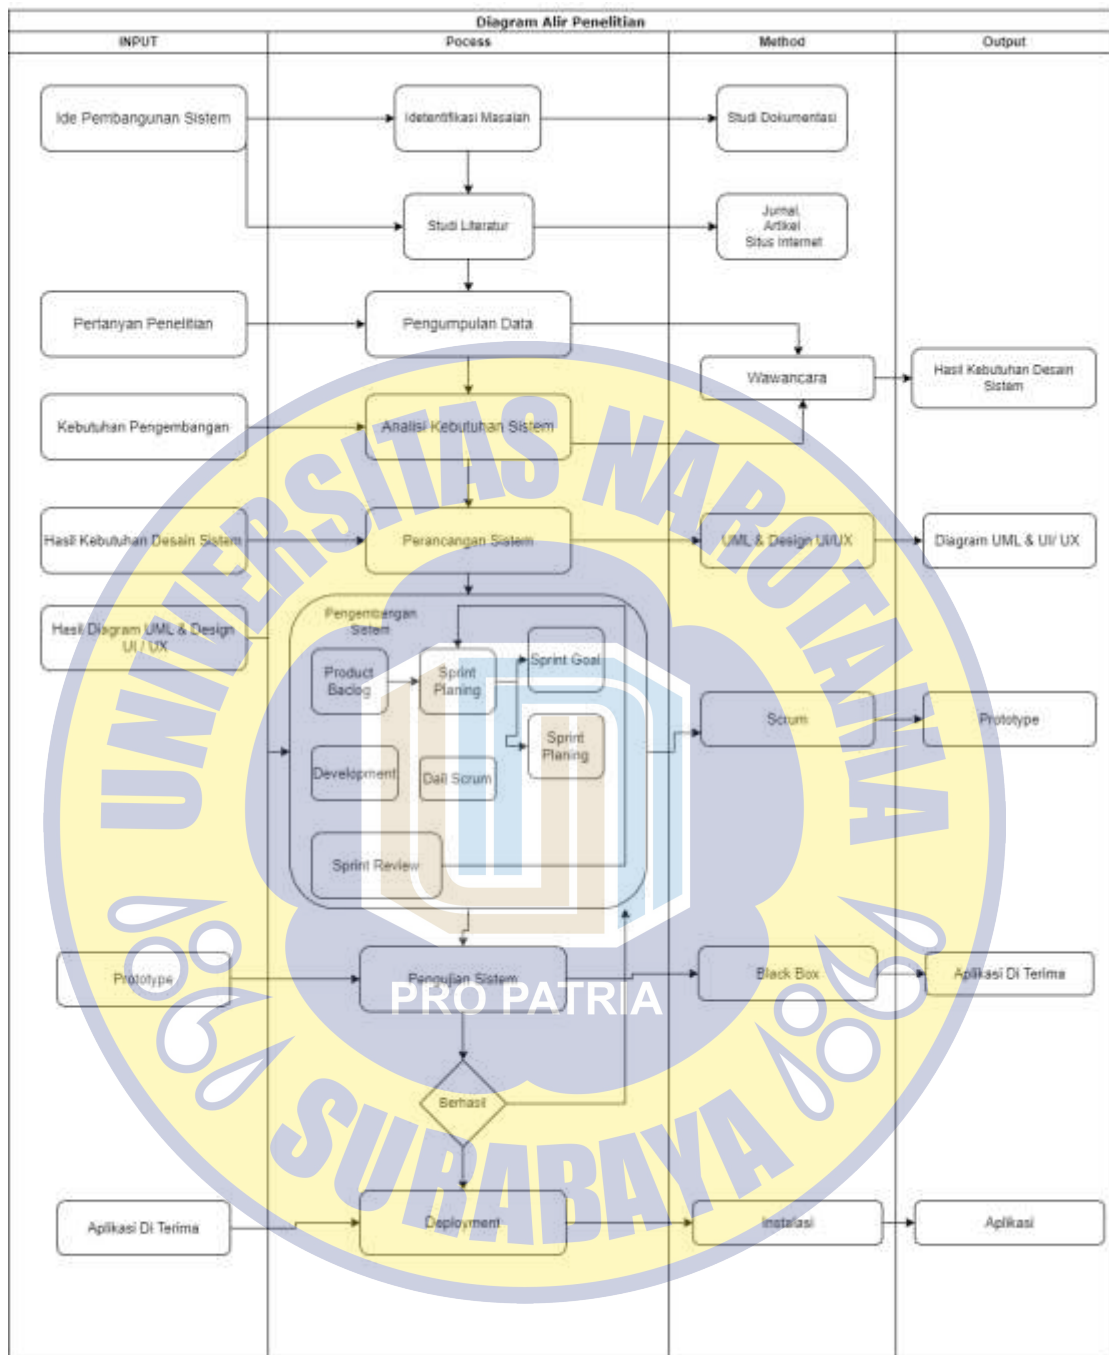 Diagram Alir Penelitian
INPUT
Pocess
Method
Output
Ide Pembangunan Sistem
Idetentifikasi Masalah
Studi Dokumentasi
Studi Literatur
Jurnal,
Artikel
Situs Internet
Pertanyan Penelitian
Pengumpulan Data
Wawancara
Hasil Kebutuhan Desain
Sistem
Kebutuhan Pengembangan
Analisi Kebutuhan Sistem
Hasil Kebutuhan Desain Sistem
Perancangan Sistem
UML & Design UI/UX
Diagram UML & UI/ UX
Hasil Diagram UML & Design
UI / UX
Pengembangan
Sistem
Product
Baclog
Sprint
Planing
Sprint Goal
Sprint
Planing
Development
Dail Scrum
Sprint Review
Scrum
Prototype
Prototype
Pengujian Sistem
Black Box
Aplikasi Di Terima
Berhasil
Aplikasi Di Terima
Deployment
Instalasi
Aplikasi
UNIVERSITAS NAROTAMA
PRO PATRIA
SURABAYA